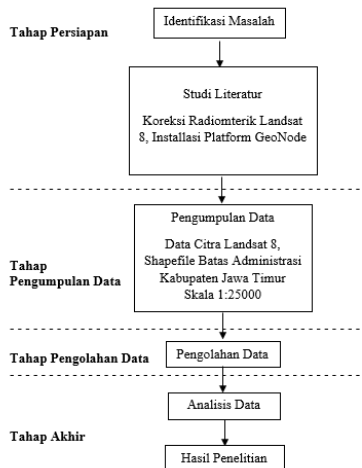 Identifikasi Masalah
Tahap Persiapan
Studi Literatur
Koreksi Radiomterik Landsat
8, Installasi Platform GeoNode
Pengumpulan Data
Data Citra Landsat 8,
Shapefile Batas Administrasi
Kabupaten Jawa Timur
Skala 1:25000
Tahap
Pengumpulan Data
Tahap Pengolahan Data
Pengolahan Data
Analisis Data
Tahap Akhir
Hasil Penelitian